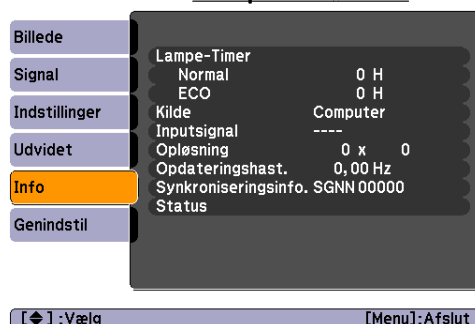 Billede
Signal
Indstillinger
Udvidet
Info
Genindstil
Lampe-Timer
Normal 0 H
ECO 0 H
Kilde Computer
Inputsignal ----
Opløsning 0 x 0
Opdateringshast. 0,00 Hz
Synkroniseringsinfo. SGNN 00000
Status
[◆] :Vælg [Menu]:Afslut